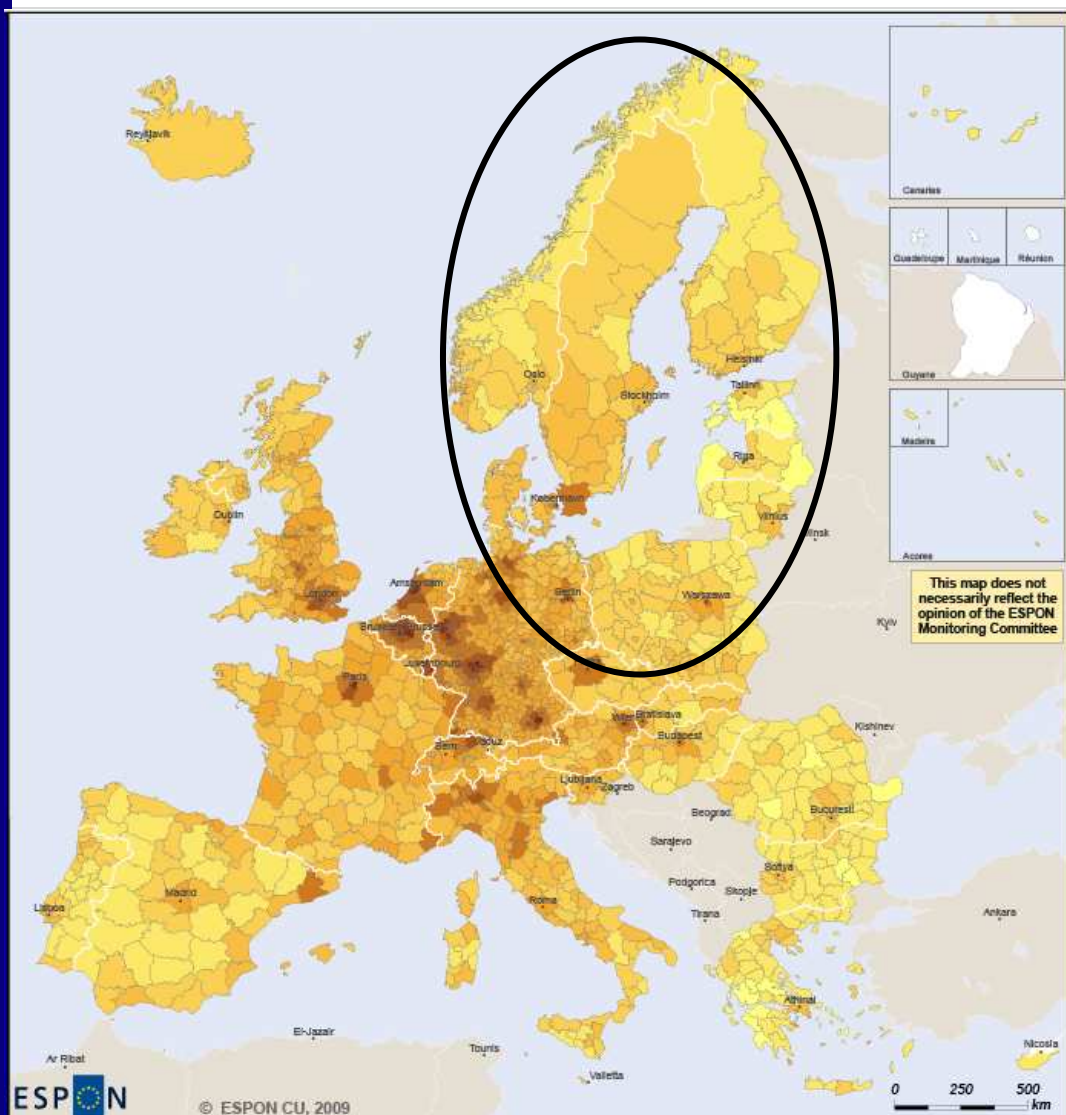 Reykjavik
Canarias
Guadeloupe
Martinique
Réunion
Guyane
Madeira
Acores
This map does not
necessarily reflect the
opinion of the ESPON
Monitoring Committee
Oslo
Helsinki
Tallinn
Stockholm
Riga
København
Vilnius
Minsk
Dublin
London
Amsterdam
Berlin
Warszawa
Kyiv
Luxembourg
Paris
Wien
Bratislava
Budapest
Kishinev
Bern
Vaduz
Ljubljana
Zagreb
Beograd
Bucuresti
Sarajevo
Sofiya
Podgorica
Skopje
Tirana
Madrid
Lisboa
Roma
Ankara
Athinai
El-Jazair
Tounis
Ar Ribat
Valletta
Nicosia
0 250 500
km
ESPON
© ESPON CU, 2009